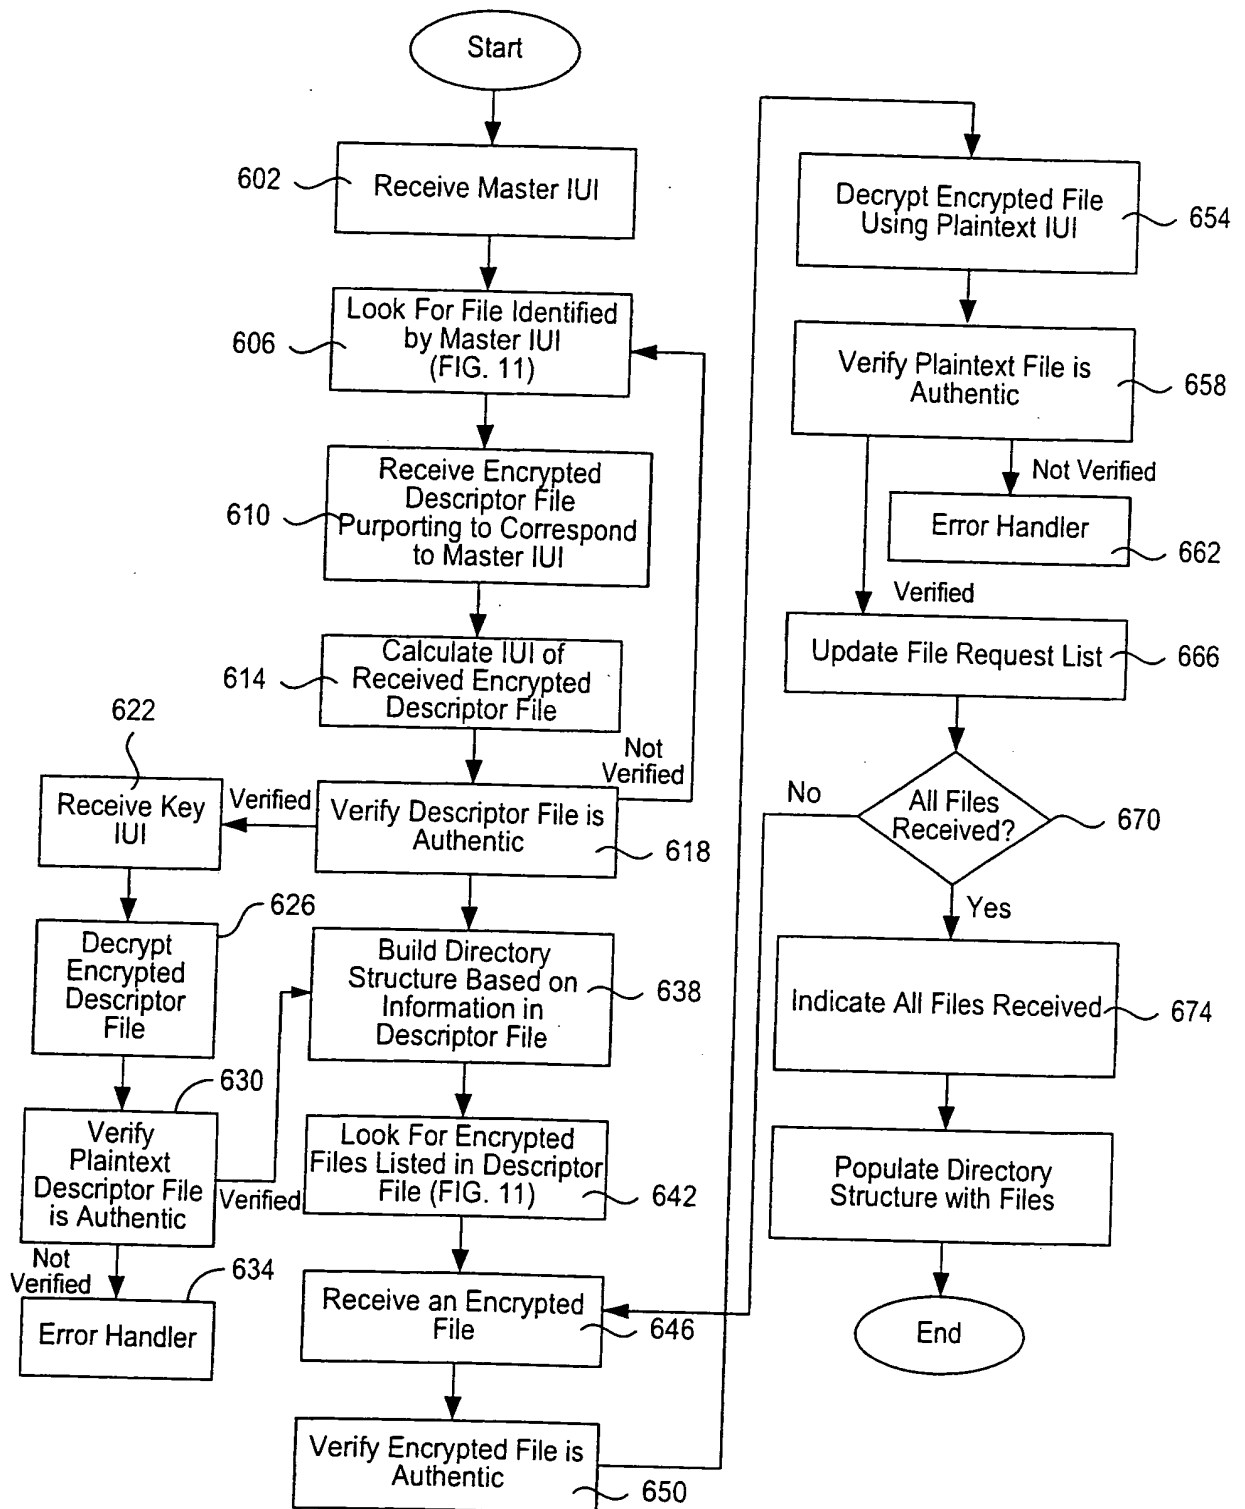 Start
602
Receive Master IUI
606
Look For File Identified
by Master IUI
(FIG. 11)
610
Receive Encrypted
Descriptor File
Purporting to Correspond
to Master IUI
614
Calculate IUI of
Received Encrypted
Descriptor File
Not
Verified
622
Receive Key
IUI
Verified
Verify Descriptor File is
Authentic
618
626
Decrypt
Encrypted
Descriptor
File
Build Directory
Structure Based on
Information in
Descriptor File
638
630
Verify
Plaintext
Descriptor File
is Authentic
Verified
Not
Verified
634
Error Handler
Look For Encrypted
Files Listed in Descriptor
File (FIG. 11)
642
Receive an Encrypted
File
646
Verify Encrypted File is
Authentic
650
Decrypt Encrypted File
Using Plaintext IUI
654
Verify Plaintext File is
Authentic
658
Not Verified
Error Handler
662
Verified
Update File Request List
666
No
All Files
Received?
670
Yes
Indicate All Files Received
674
Populate Directory
Structure with Files
End